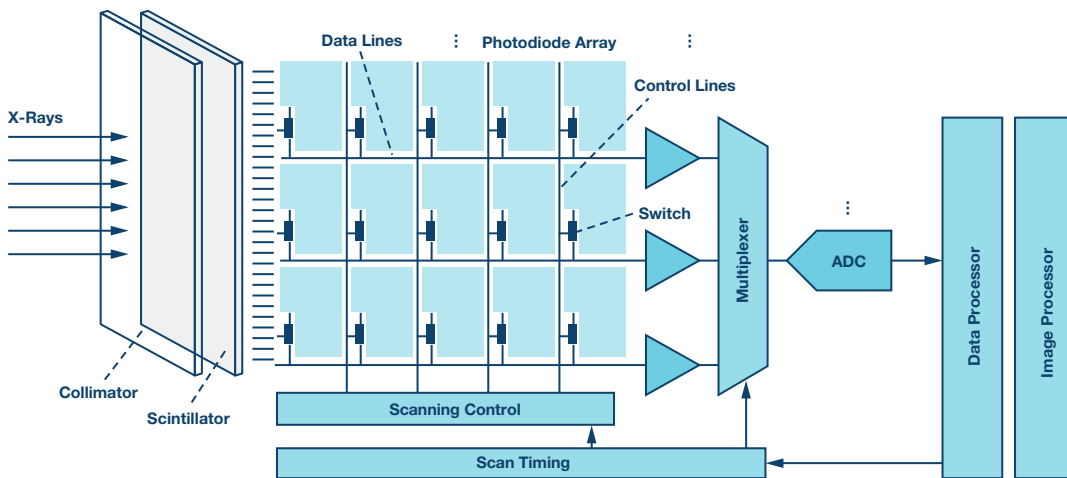 Data Lines
Photodiode Array
Control Lines
X-Rays
Switch
Multiplexer
ADC
Data Processor
Image Processor
Collimator
Scintillator
Scanning Control
Scan Timing